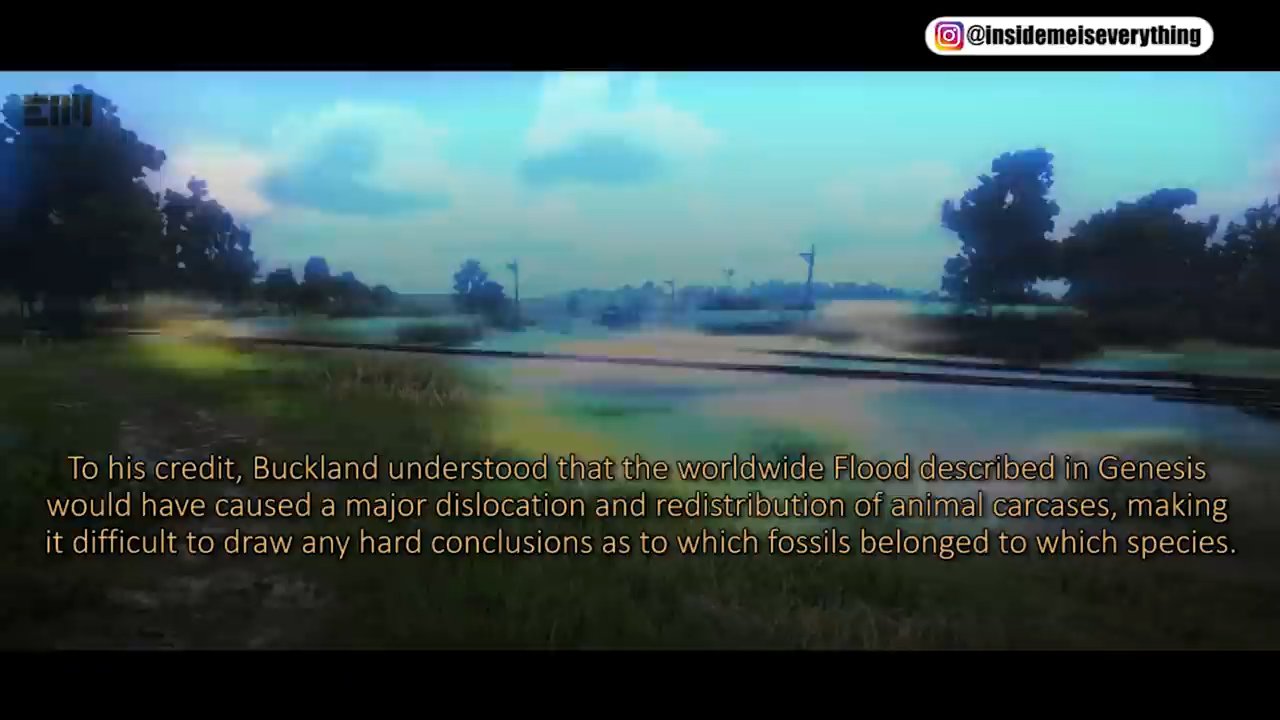 @insidemeiseverything
To his credit, Buckland understood that the worldwide Flood described in Genesis
would have caused a major dislocation and redistribution of animal carcases, making
it difficult to draw any hard conclusions as to which fossils belonged to which species.